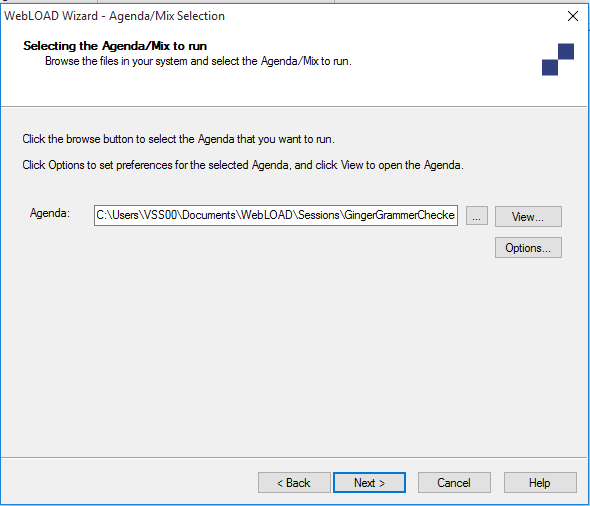 WebLOAD Wizard - Agenda/Mix Selection
Selecting the Agenda/Mix to run
Browse the files in your system and select the Agenda/Mix to run.
Click the browse button to select the Agenda that you want to run.
Click Options to set preferences for the selected Agenda, and click View to open the Agenda.
Agenda: C:\Users\VSS00\Documents\WebLOAD\Sessions\GingerGrammerChecke ... View...
Options...
< Back Next > Cancel Help